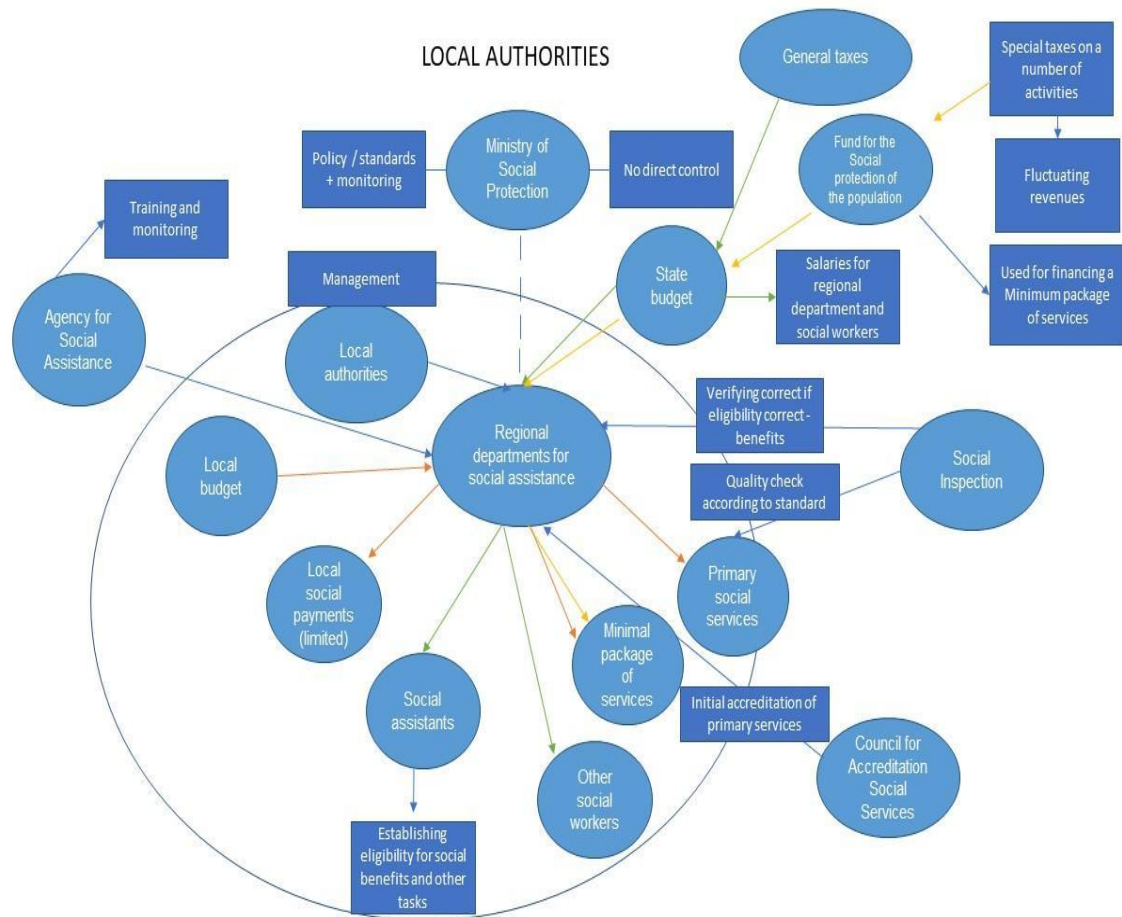 LOCAL AUTHORITIES
General taxes
Special taxes on a
number of
activities
Policy / standards
+ monitoring
Ministry of
Social
Protection
No direct control
Fund for the
Social
protection of
the population
Fluctuating
revenues
Training and
monitoring
Management
State
budget
Salaries for
regional
department and
social workers
Used for financing a
Minimum package
of services
Agency for
Social
Assistance
Local
authorities
Verifying correct if
eligibility correct -
benefits
Regional
departments for
social assistance
Local
budget
Quality check
according to standard
Social
Inspection
Local
social
payments
(limited)
Primary
social
services
Minimal
package
of
services
Social
assistants
Initial accreditation of
primary services
Council for
Accreditation
Social
Services
Other
social
workers
Establishing
eligibility for social
benefits and other
tasks